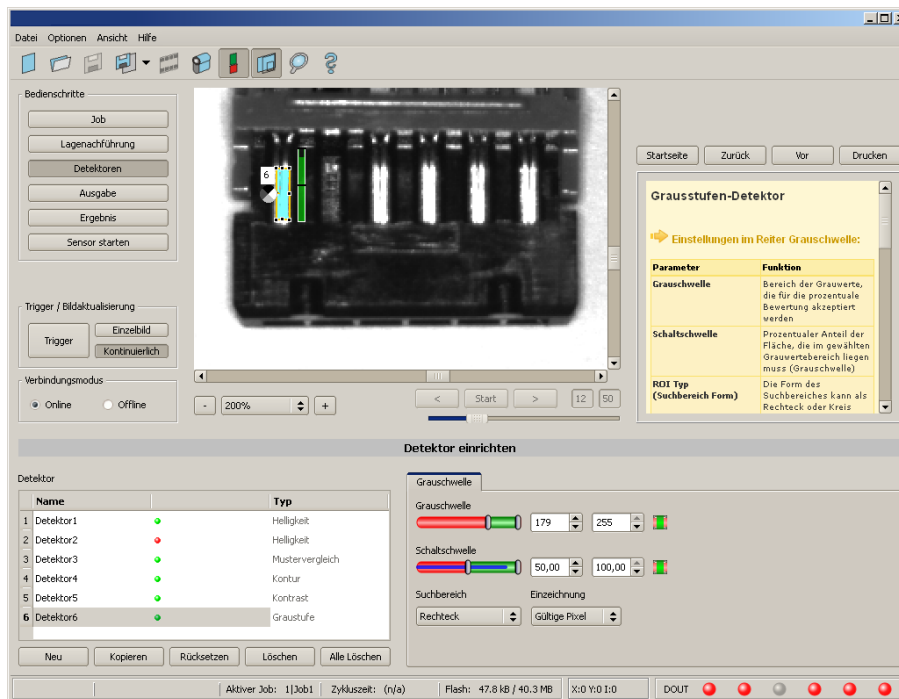 Datei Optionen Ansicht Hilfe
Bedienschritte
Job
Lagenachführung
Detektoren
Ausgabe
Ergebnis
Sensor starten
Trigger / Bildaktualisierung
Trigger
Einzelbild
Kontinuierlich
Verbindungsmodus
Online Offline
6
- 200% +
< Start > 12 50
Startseite Zurück Vor Drucken
Grausstufen-Detektor
Einstellungen im Reiter Grauschwelle:
Parameter Funktion
Grauschwelle Bereich der Grauwerte,
die für die prozentuale
Bewertung akzeptiert
werden
Schaltschwelle Prozentualer Anteil der
Fläche, die im gewählten
Grauwertebereich liegen
muss (Grauschwelle)
ROI Typ Die Form des
(Suchbereich Form) Suchbereiches kann als
Rechteck oder Kreis
Detektor einrichten
Detektor
Name Typ
1 Detektor1 Helligkeit
2 Detektor2 Helligkeit
3 Detektor3 Mustervergleich
4 Detektor4 Kontur
5 Detektor5 Kontrast
6 Detektor6 Graustufe
Neu Kopieren Rücksetzen Löschen Alle Löschen
Grauschwelle
Grauschwelle
179 255
Schaltschwelle
50,00 100,00
Suchbereich Einzeichnung
Rechteck Gültige Pixel
Aktiver Job: 1|Job1 Zykluszeit: (n/a) Flash: 47.8 kB / 40.3 MB X:0 Y:0 I:0 DOUT